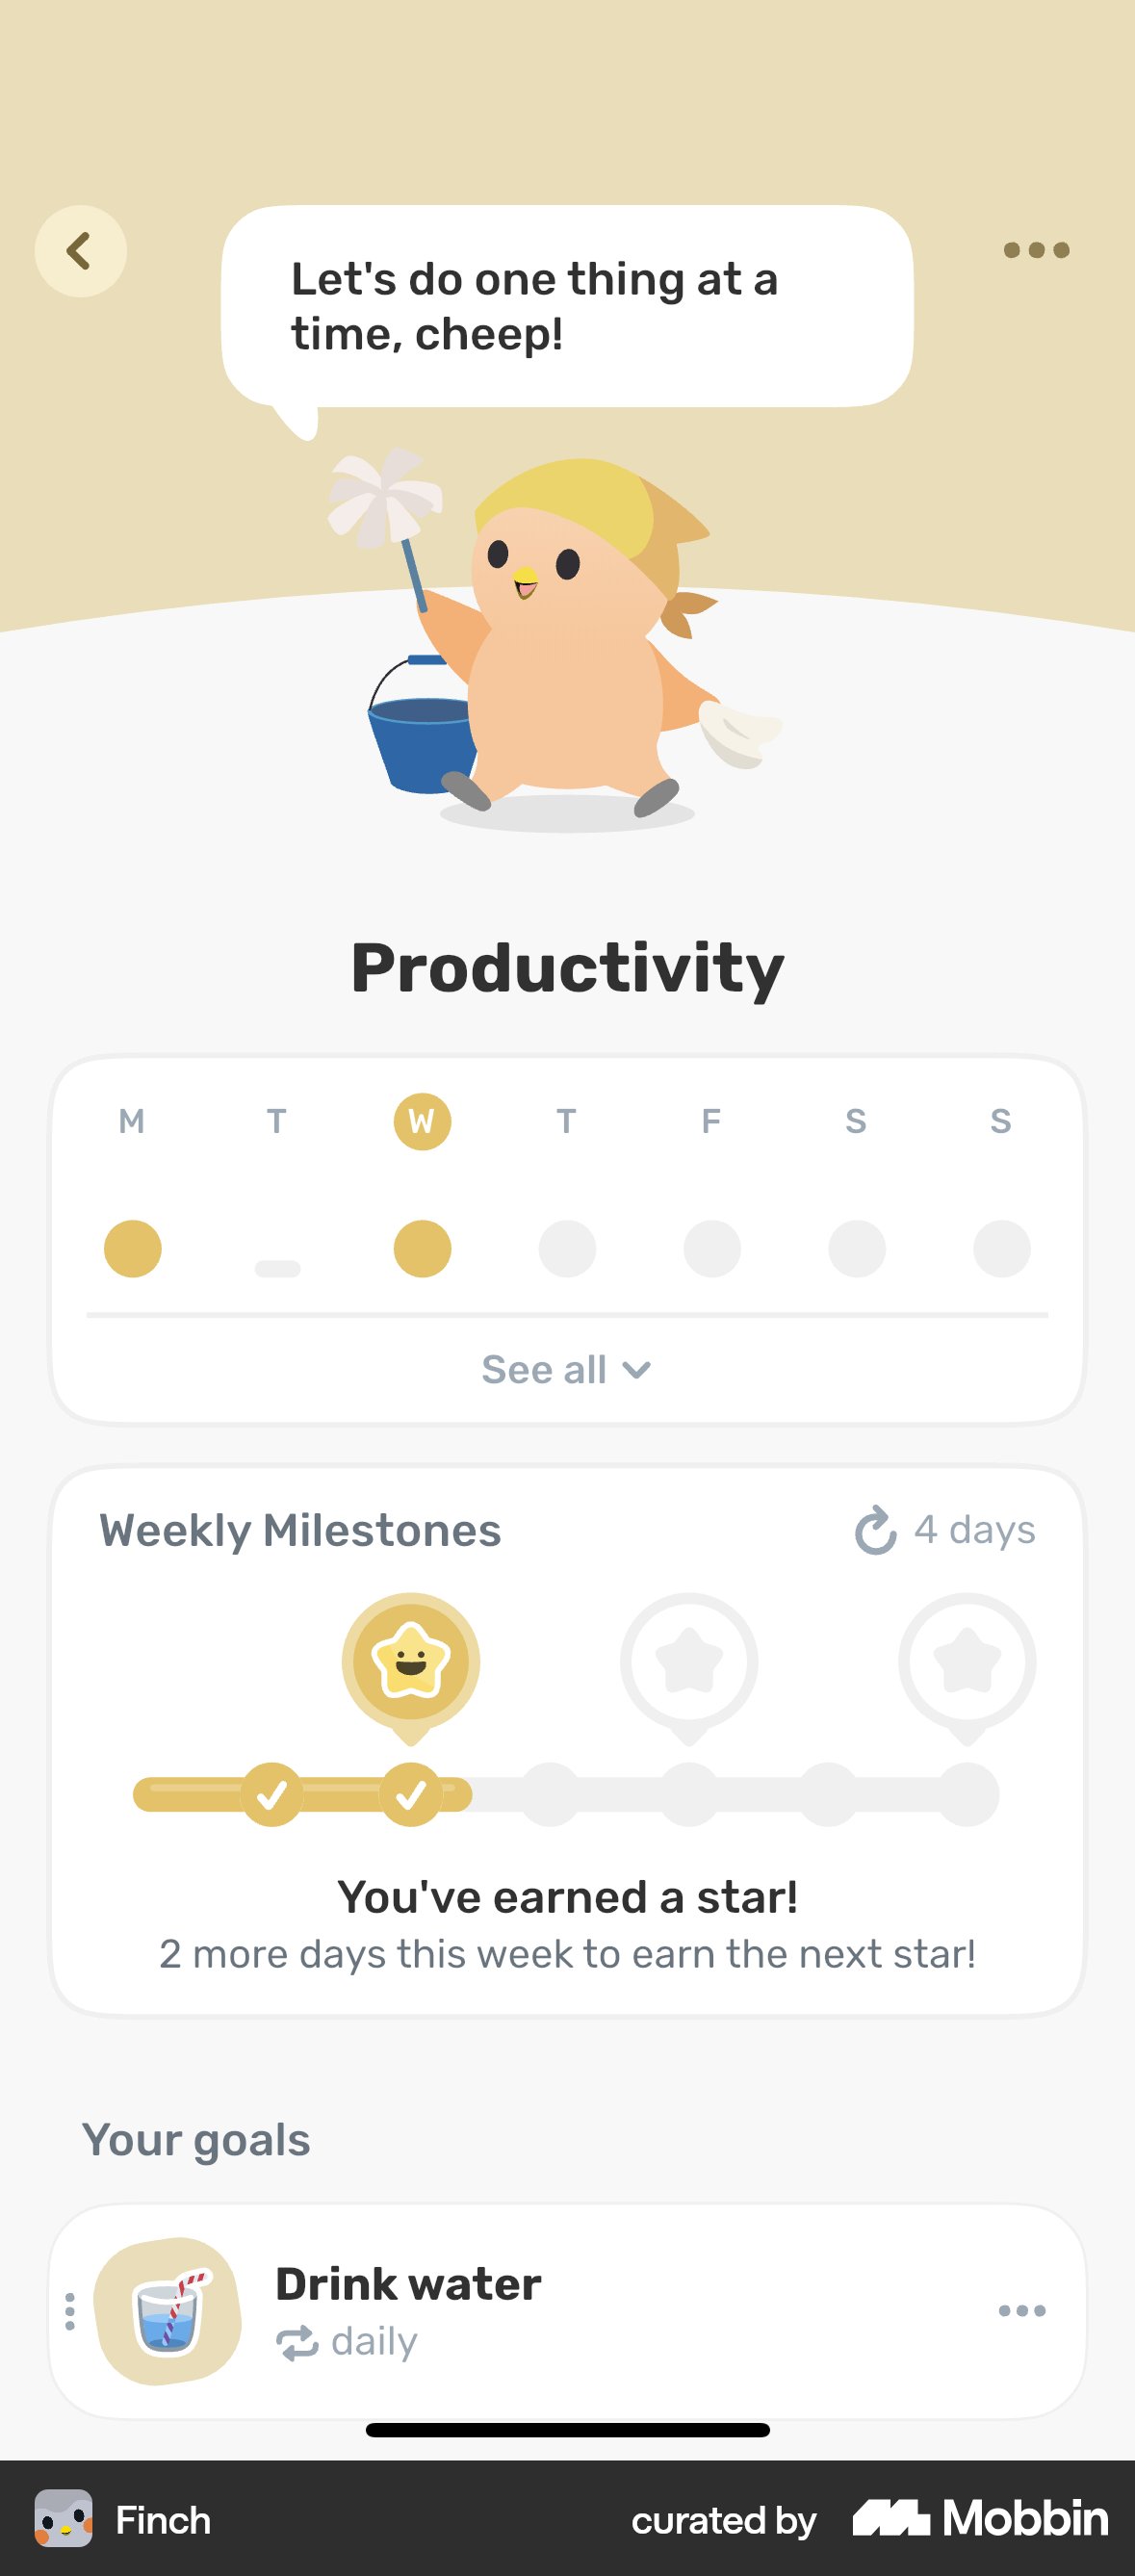 Let's do one thing at a
time, cheep!
Productivity
M T W T F S S
See all
Weekly Milestones
4 days
You've earned a star!
2 more days this week to earn the next star!
Your goals
Drink water
daily
Finch
curated by Mobbin